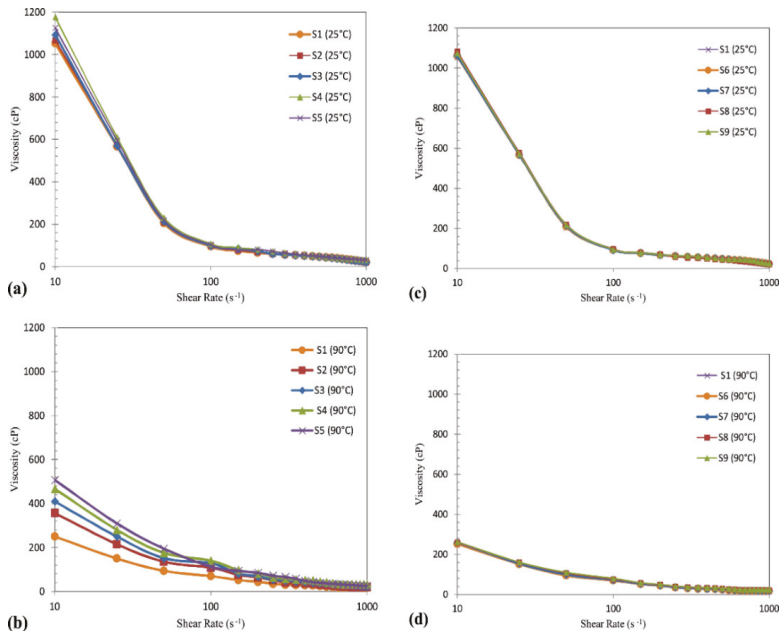 1200
1000
800
600
400
200
0
Viscosity (cP)
S1 (25°C)
S2 (25°C)
S3 (25°C)
S4 (25°C)
S5 (25°C)
10
100
1000
Shear Rate (s⁻¹)
(a)
1200
1000
800
600
400
200
0
Viscosity (cP)
S1 (25°C)
S6 (25°C)
S7 (25°C)
S8 (25°C)
S9 (25°C)
10
100
1000
Shear Rate (s⁻¹)
(c)
1200
1000
800
600
400
200
0
Viscosity (cP)
S1 (90°C)
S2 (90°C)
S3 (90°C)
S4 (90°C)
S5 (90°C)
10
100
1000
Shear Rate (s⁻¹)
(b)
1200
1000
800
600
400
200
0
Viscosity (cP)
S1 (90°C)
S6 (90°C)
S7 (90°C)
S8 (90°C)
S9 (90°C)
10
100
1000
Shear Rate (s⁻¹)
(d)